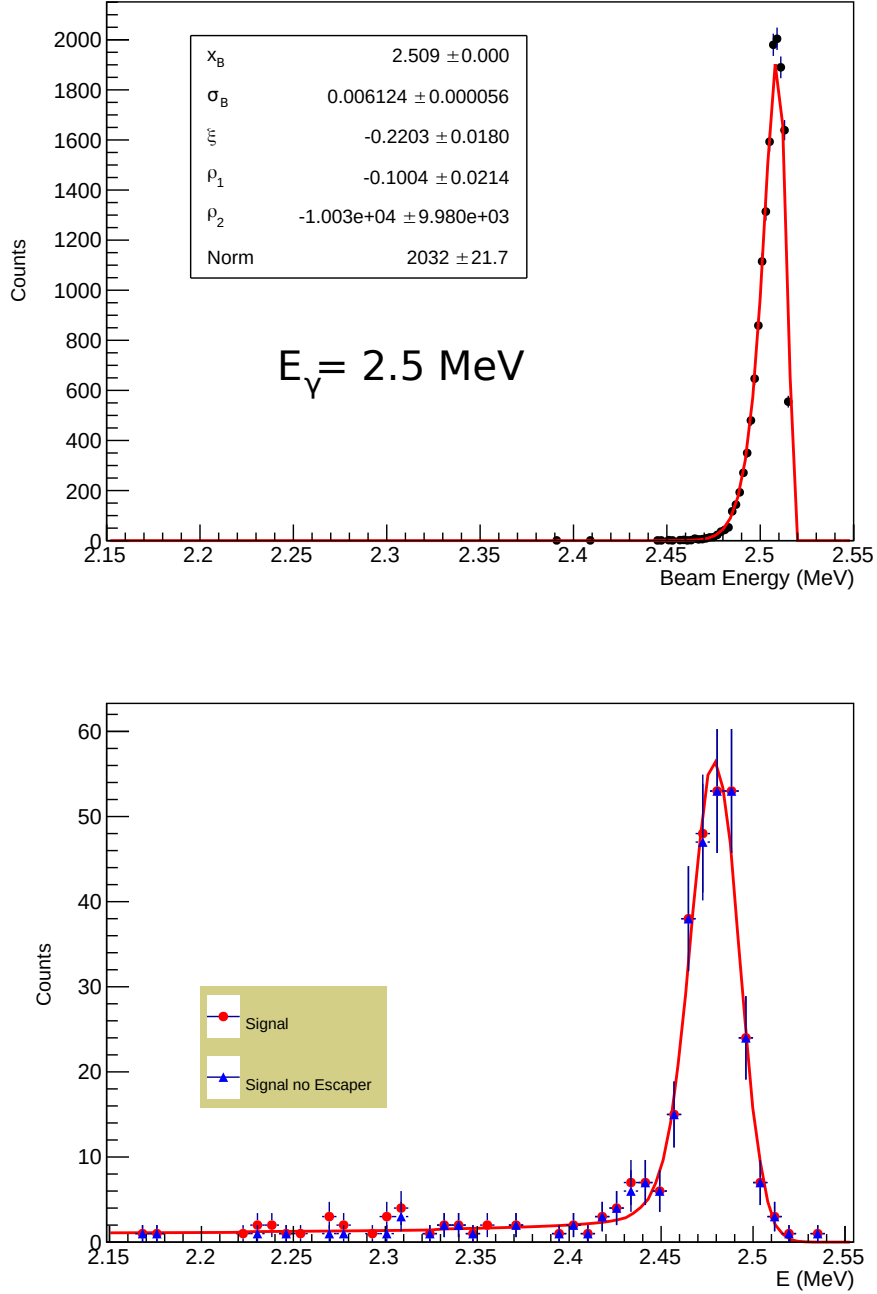 2000
1800
1600
1400
1200
1000
800
600
400
200
0
Counts
x_B 2.509 ±0.000
σ_B 0.006124 ±0.000056
ξ -0.2203 ±0.0180
ρ_1 -0.1004 ±0.0214
ρ_2 -1.003e+04 ±9.980e+03
Norm 2032 ±21.7
E_γ= 2.5 MeV
2.15 2.2 2.25 2.3 2.35 2.4 2.45 2.5 2.55
Beam Energy (MeV)
60
50
40
30
20
10
0
Counts
Signal
Signal no Escaper
2.15 2.2 2.25 2.3 2.35 2.4 2.45 2.5 2.55
E (MeV)